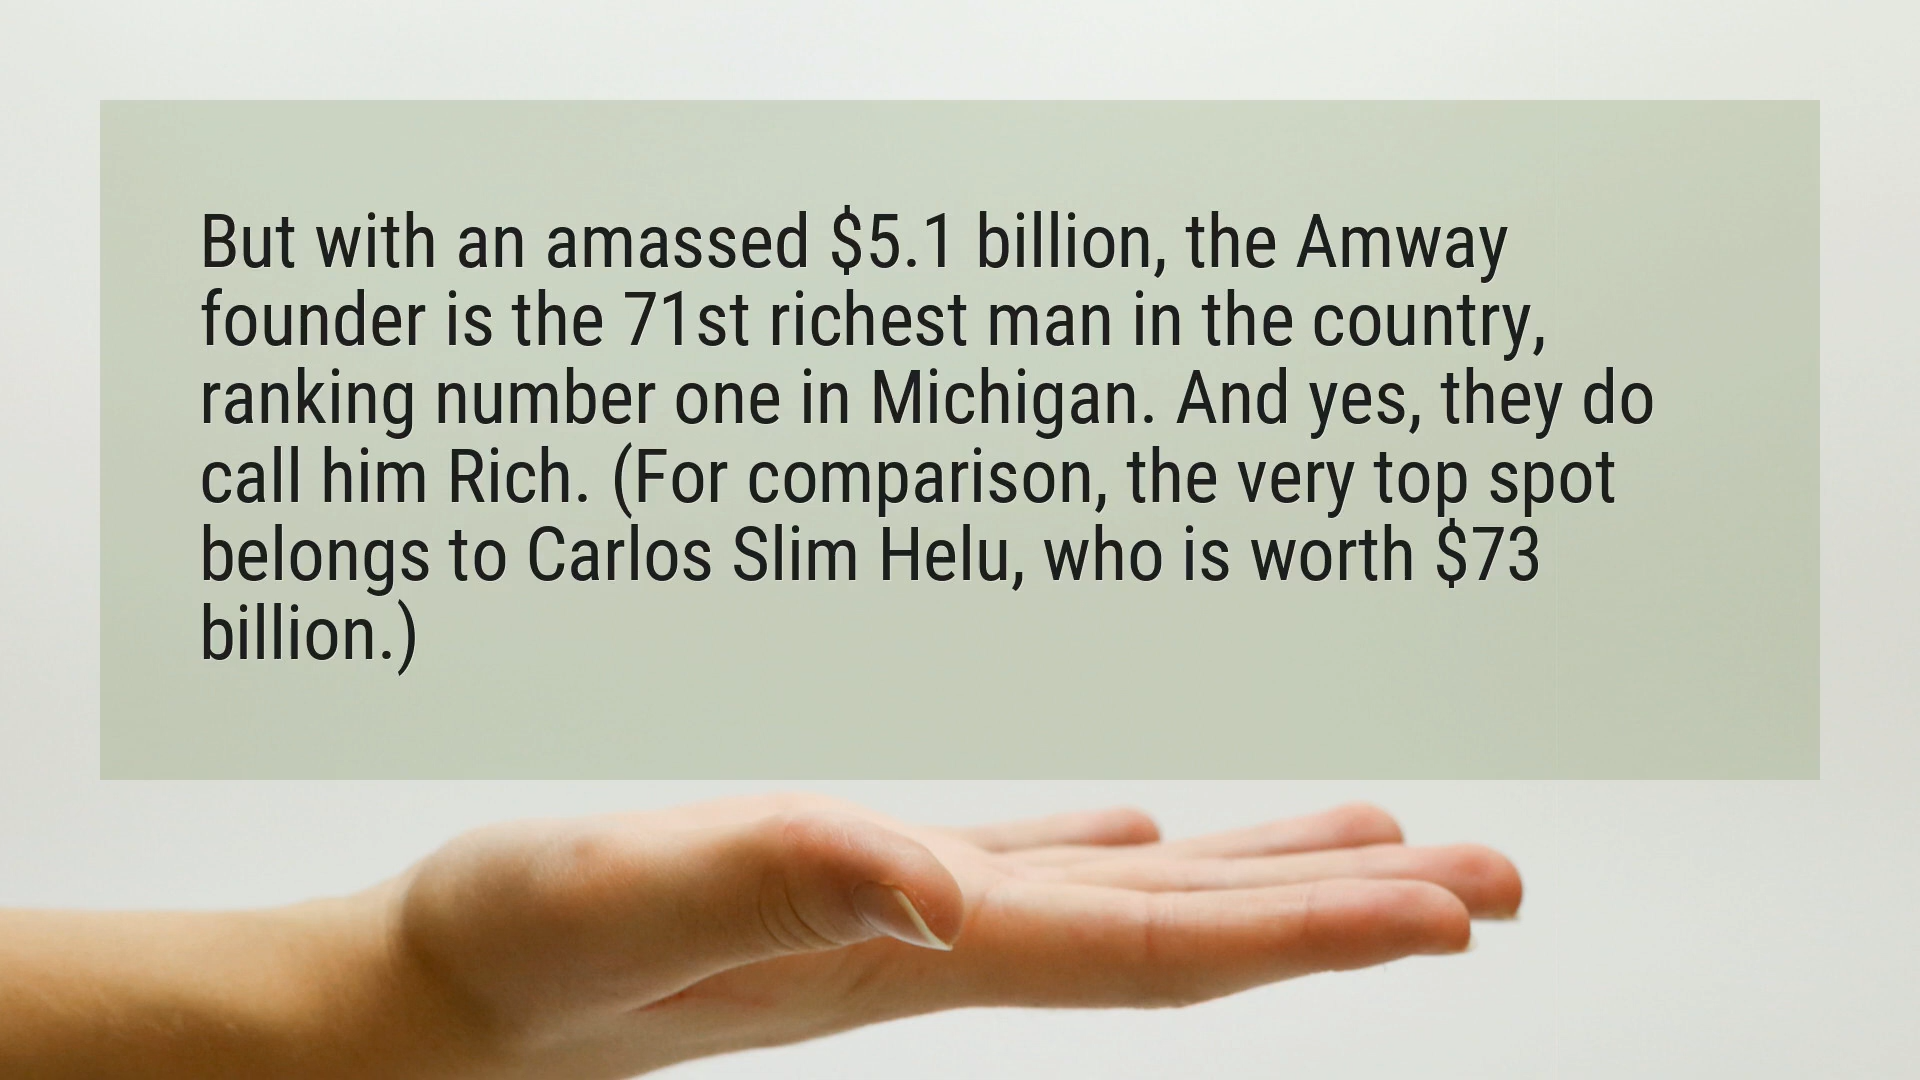 But with an amassed $5.1 billion, the Amway
founder is the 71st richest man in the country,
ranking number one in Michigan. And yes, they do
call him Rich. (For comparison, the very top spot
belongs to Carlos Slim Helu, who is worth $73
billion.)